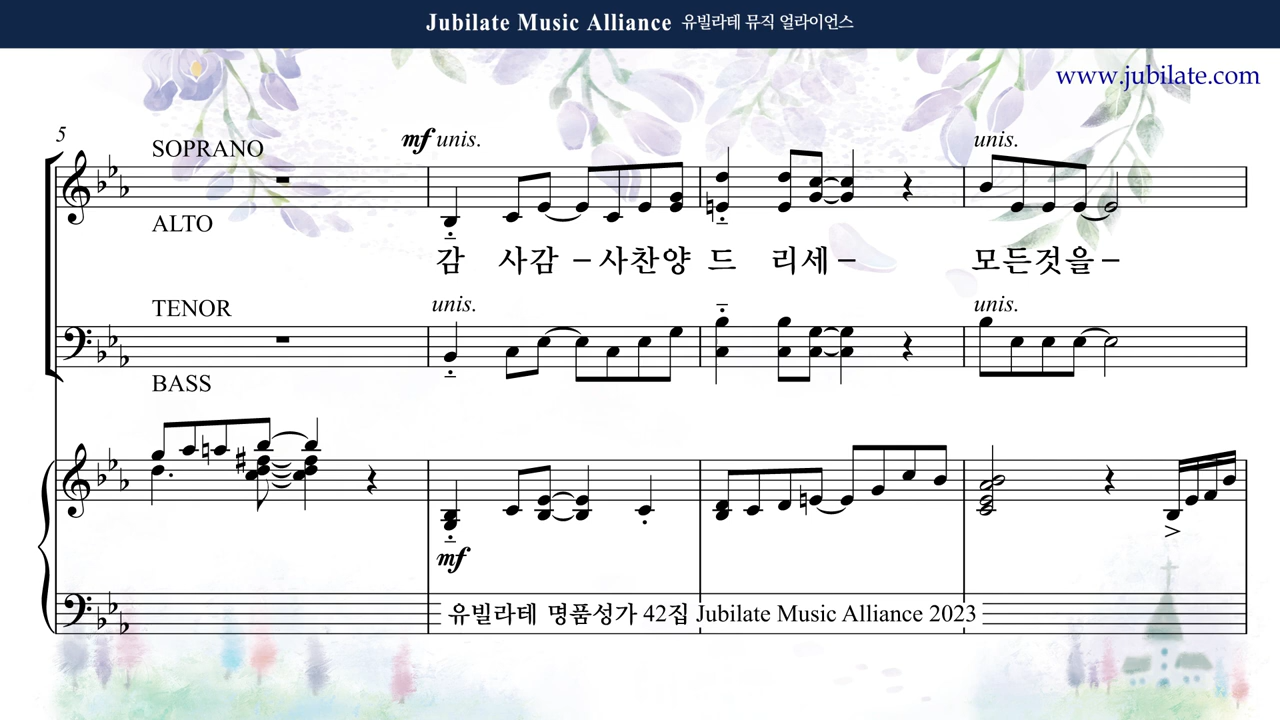 Jubilate Music Alliance 유빌라테 뮤직 얼라이언스
www.jubilate.com
5
SOPRANO
mf unis.
unis.
ALTO
감 사감 – 사찬양 드 리세 – 모든것을 –
TENOR
unis.
unis.
BASS
mf
유빌라테 명품성가 42집 Jubilate Music Alliance 2023